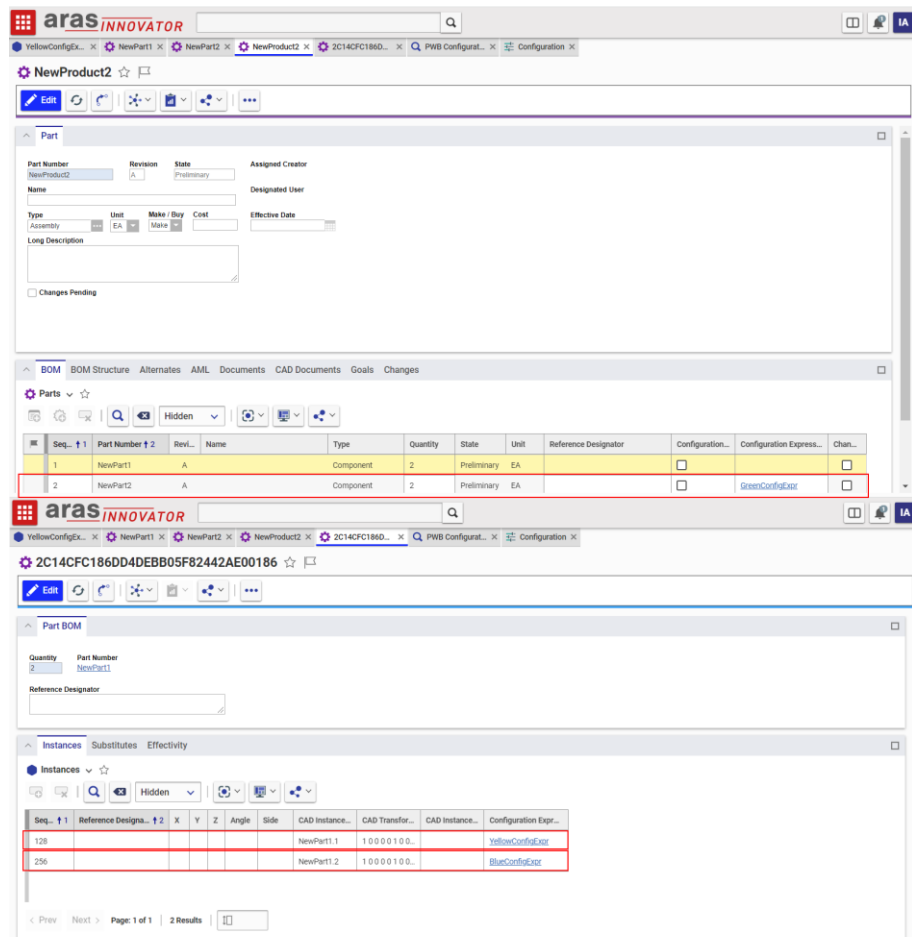 aras INNOVATOR
IA
YellowConfigEx... × NewPart1 × NewPart2 × NewProduct2 × 2C14CFC186D... × PWB Configurat... × Configuration ×
NewProduct2
Edit
Part
Part Number Revision State Assigned Creator
NewProduct2 A Preliminary
Name Designated User
Type Unit Make / Buy Cost Effective Date
Assembly ... EA Make
Long Description
Changes Pending
BOM BOM Structure Alternates AML Documents CAD Documents Goals Changes
Parts
Hidden
Seq... ↑ 1 Part Number ↑ 2 Revi... Name Type Quantity State Unit Reference Designator Configuration... Configuration Express... Chan...
1 NewPart1 A Component 2 Preliminary EA
2 NewPart2 A Component 2 Preliminary EA GreenConfigExpr
aras INNOVATOR
IA
YellowConfigEx... × NewPart1 × NewPart2 × NewProduct2 × 2C14CFC186D... × PWB Configurat... × Configuration ×
2C14CFC186DD4DEBB05F82442AE00186
Edit
Part BOM
Quantity Part Number
2 NewPart1
Reference Designator
Instances Substitutes Effectivity
Instances
Hidden
Seq... ↑ 1 Reference Designa... ↑ 2 X Y Z Angle Side CAD Instance... CAD Transfor... CAD Instance... Configuration Expr...
128 NewPart1.1 1 0 0 0 0 1 0 0... YellowConfigExpr
256 NewPart1.2 1 0 0 0 0 1 0 0... BlueConfigExpr
< Prev Next > Page: 1 of 1 2 Results